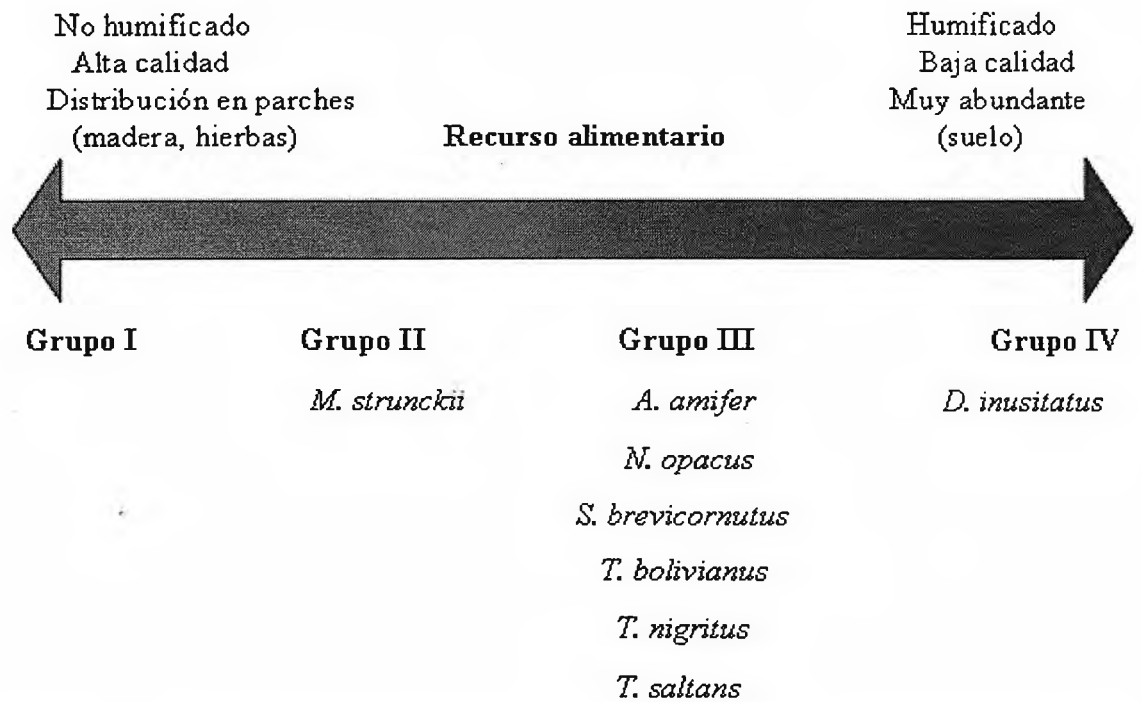 No humificado
Alta calidad
Distribución en parches
(madera, hierbas)
Humificado
Baja calidad
Muy abundante
(suelo)
Recurso alimentario
Grupo I
Grupo II
Grupo III
Grupo IV
M. strunckii
A. amifer
D. inusitatus
N. opacus
S. brevicornutus
T. bolivianus
T. nigritus
T. saltans